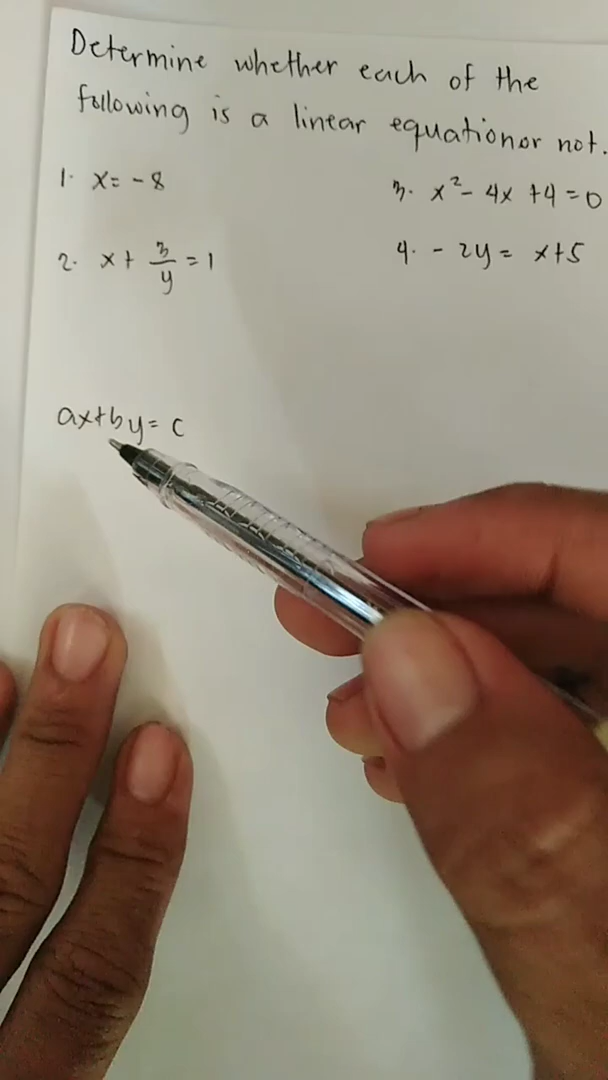 Determine whether each of the
following is a linear equation or not.
1. x = -8
3. x² - 4x + 4 = 0
2. x + 3/y = 1
4. - 2y = x + 5
ax + by = c